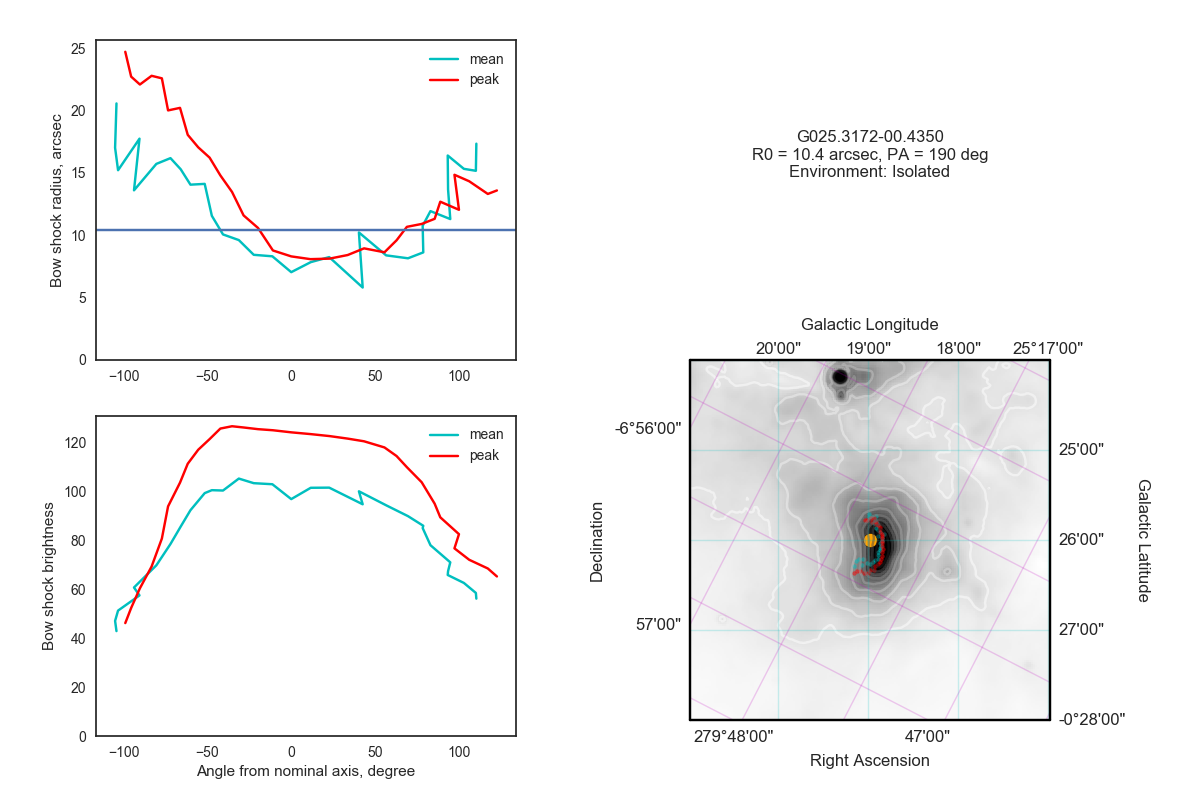 25
20
15
10
5
0
Bow shock radius, arcsec
mean
peak
−100
−50
0
50
100
120
100
80
60
40
20
0
Bow shock brightness
mean
peak
−100
−50
0
50
100
Angle from nominal axis, degree
G025.3172-00.4350
R0 = 10.4 arcsec, PA = 190 deg
Environment: Isolated
Galactic Longitude
20'00" 19'00" 18'00" 25°17'00"
-6°56'00"
57'00"
Declination
25'00"
26'00"
27'00"
-0°28'00"
Galactic Latitude
279°48'00" 47'00"
Right Ascension